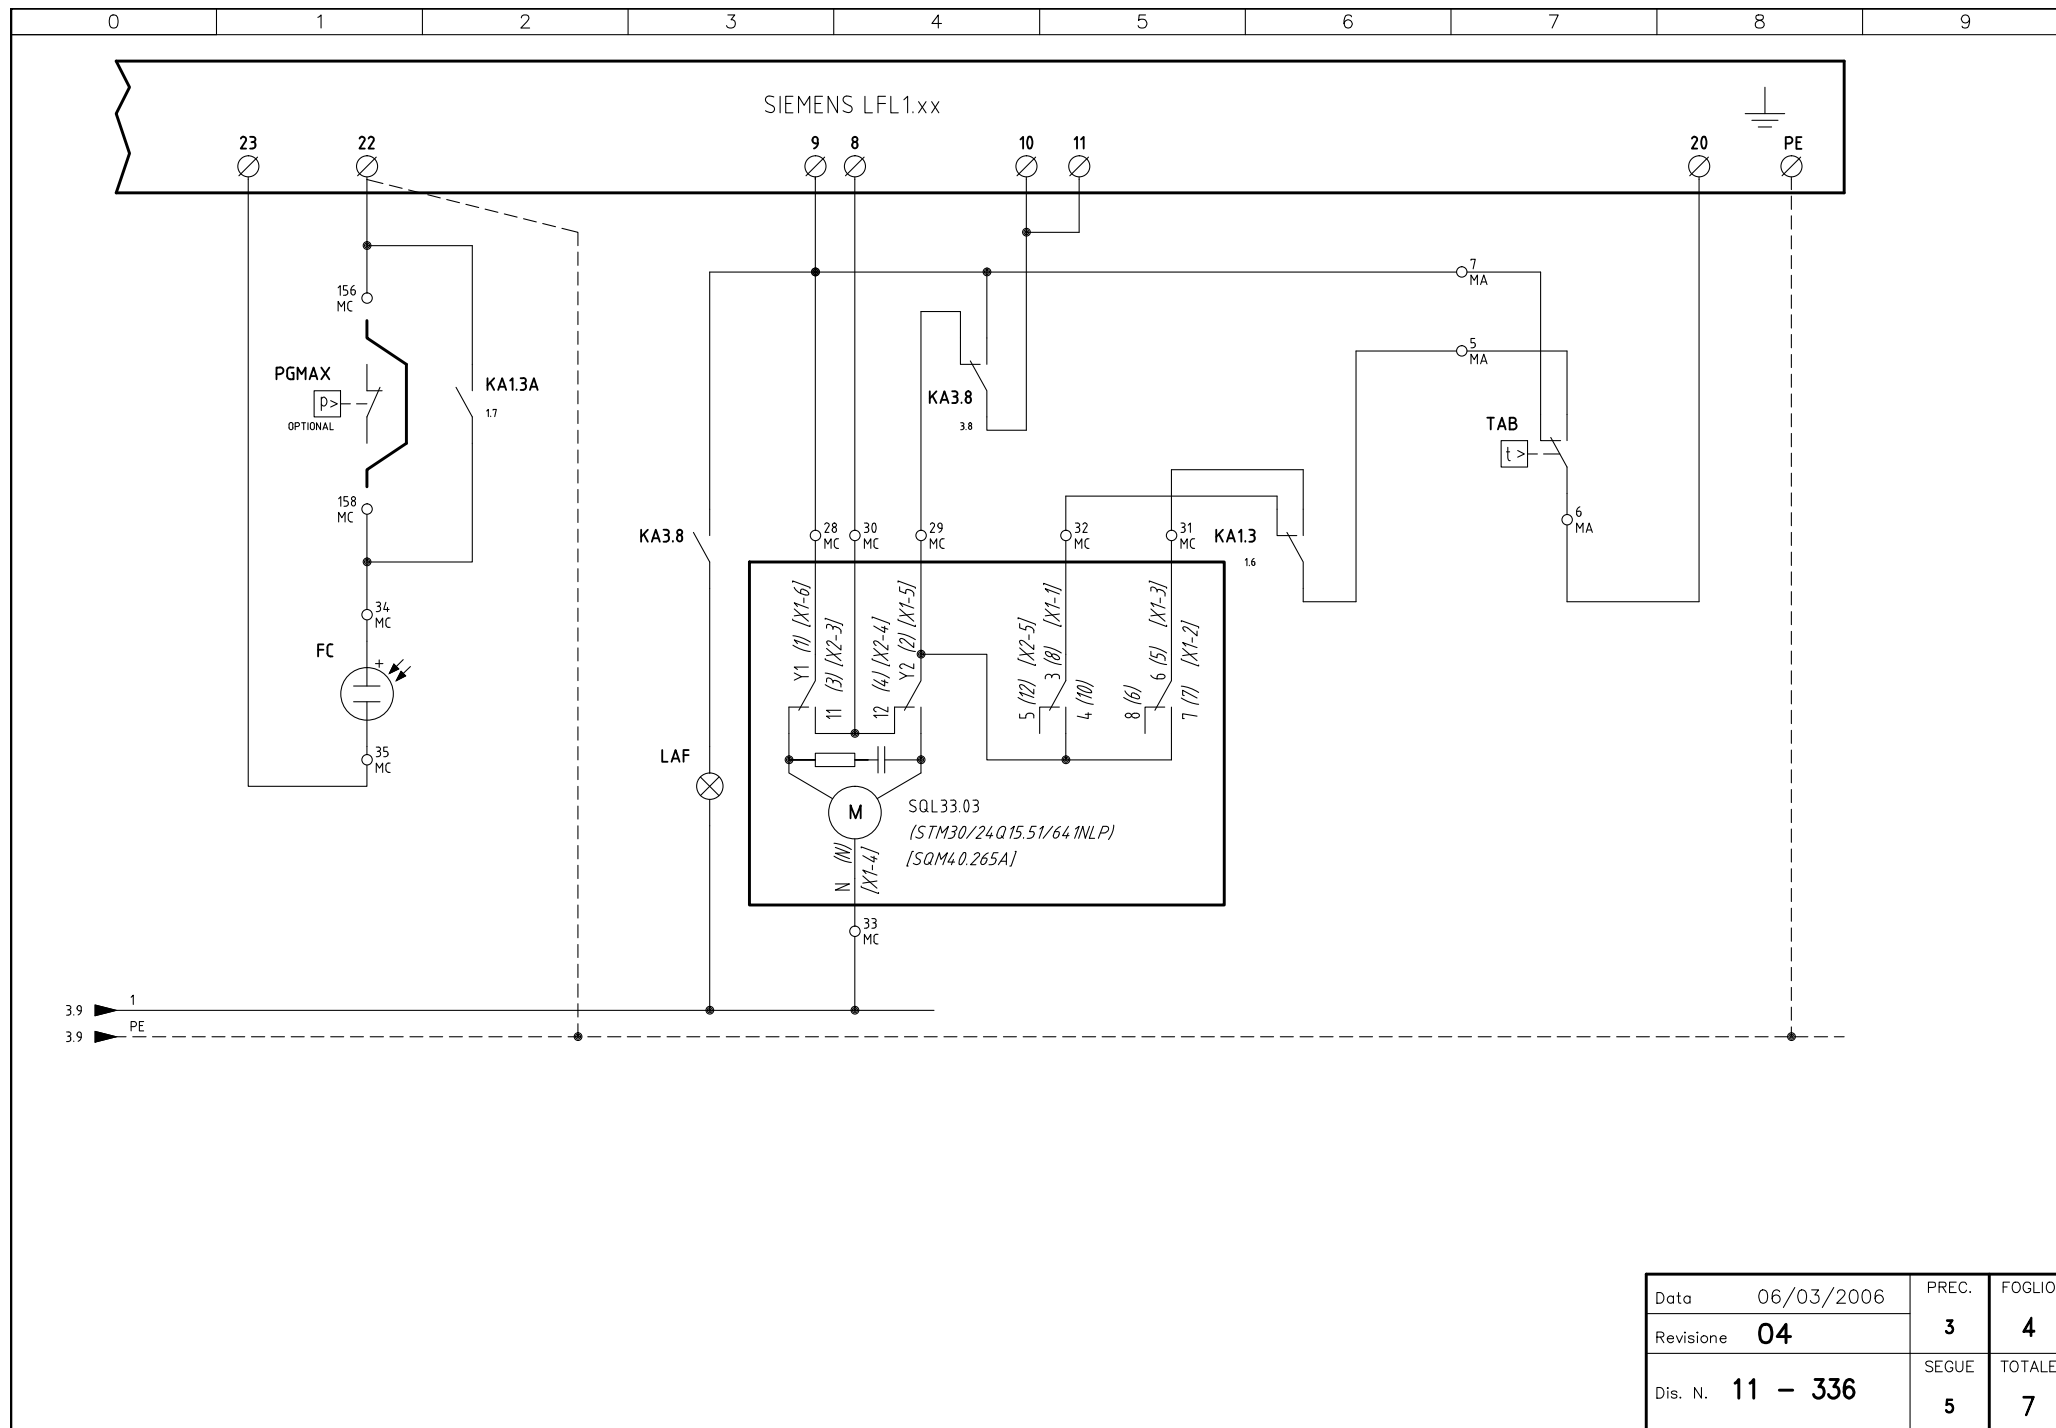 0 1 2 3 4 5 6 7 8 9
SIEMENS LFL1.xx
23 22 9 8 10 11 20 PE
7
MA
156
MC
5
MA
PGMAX
p>
OPTIONAL
KA1.3A
1.7
KA3.8
3.8
TAB
t >
158
MC
6
MA
KA3.8
28
MC
30
MC
29
MC
32
MC
31
MC
KA1.3
1.6
34
MC
FC
+
Y1 (1) [X1-6]
11 (3) [X2-3]
12 (4) [X2-4]
Y2 (2) [X1-5]
5 (12) [X2-5]
3 (8) [X1-1]
4 (10)
8 (6)
6 (5) [X1-3]
7 (7) [X1-2]
35
MC
LAF
M
SQL33.03
(STM30/24Q15.51/641NLP)
[SQM40.265A]
N (N)
[X1-4]
33
MC
3.9 1
3.9 PE
Data 06/03/2006
PREC.
3
FOGLIO
4
Revisione 04
Dis. N. 11 - 336
SEGUE
5
TOTALE
7